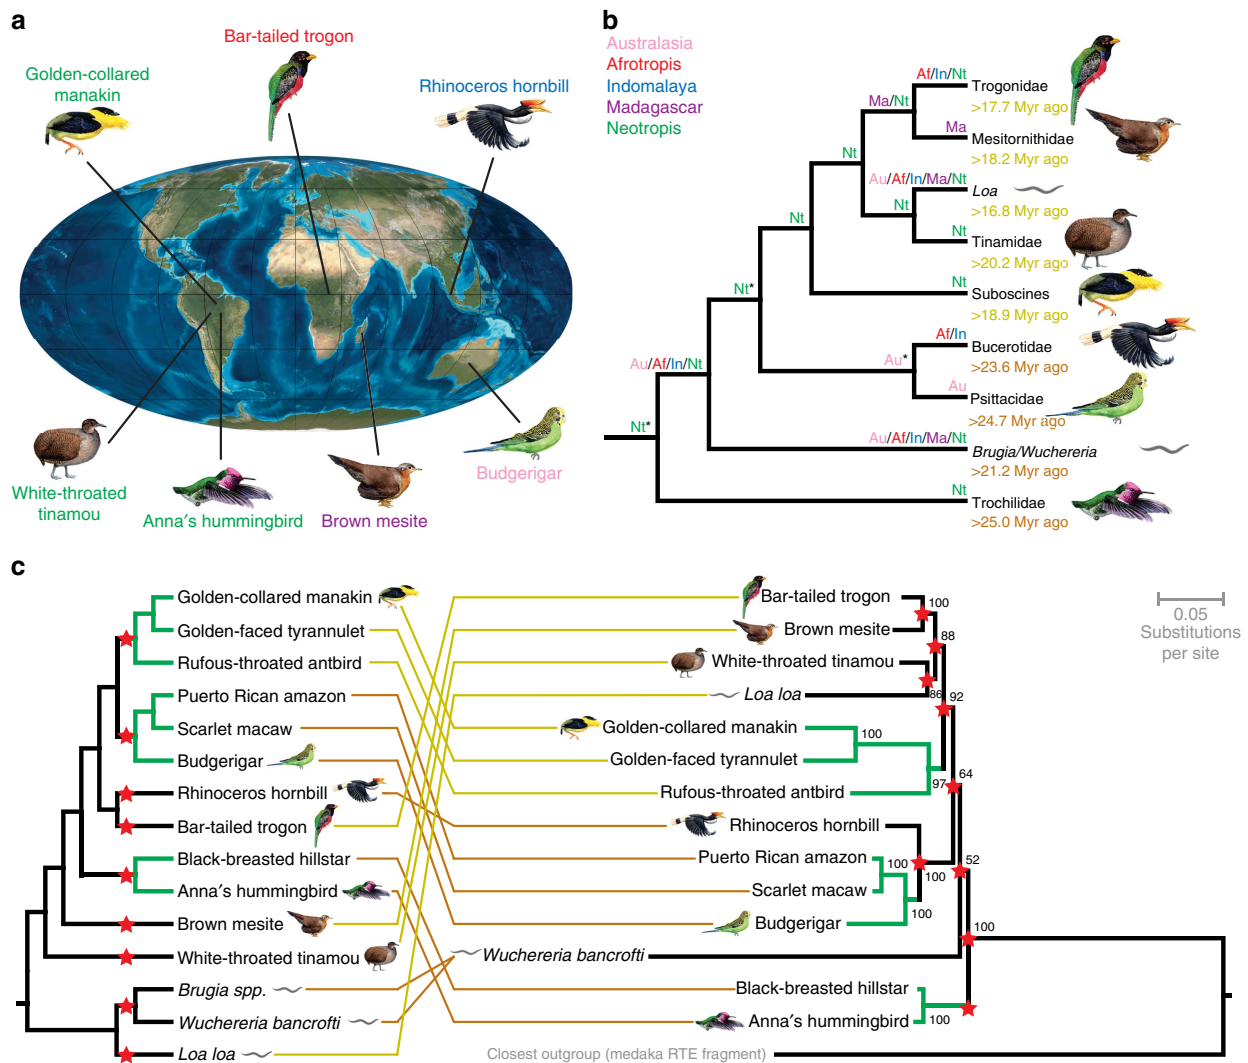 a
Bar-tailed trogon
Golden-collared
manakin
Rhinoceros hornbill
White-throated
tinamou
Anna's hummingbird
Brown mesite
Budgerigar
b
Australasia
Afrotropis
Indomalaya
Madagascar
Neotropis
Af/In/Nt
Trogonidae
>17.7 Myr ago
Ma/Nt
Ma
Mesitornithidae
>18.2 Myr ago
Nt
Au/Af/In/Ma/Nt
Loa
>16.8 Myr ago
Nt
Nt
Tinamidae
>20.2 Myr ago
Nt
Nt
Suboscines
>18.9 Myr ago
Nt*
Af/In
Bucerotidae
>23.6 Myr ago
Au*
Au
Psittacidae
>24.7 Myr ago
Au/Af/In/Nt
Au/Af/In/Ma/Nt
Brugia/Wuchereria
>21.2 Myr ago
Nt*
Nt
Trochilidae
>25.0 Myr ago
c
Golden-collared manakin
Golden-faced tyrannulet
Rufous-throated antbird
Puerto Rican amazon
Scarlet macaw
Budgerigar
Rhinoceros hornbill
Bar-tailed trogon
Black-breasted hillstar
Anna's hummingbird
Brown mesite
White-throated tinamou
Brugia spp.
Wuchereria bancrofti
Loa loa
Bar-tailed trogon
100
Brown mesite
88
White-throated tinamou
86
Loa loa
92
Golden-collared manakin
100
Golden-faced tyrannulet
97
64
Rufous-throated antbird
Rhinoceros hornbill
Puerto Rican amazon
100
100
52
Scarlet macaw
100
Budgerigar
100
Wuchereria bancrofti
Black-breasted hillstar
100
Anna's hummingbird
Closest outgroup (medaka RTE fragment)
0.05
Substitutions
per site